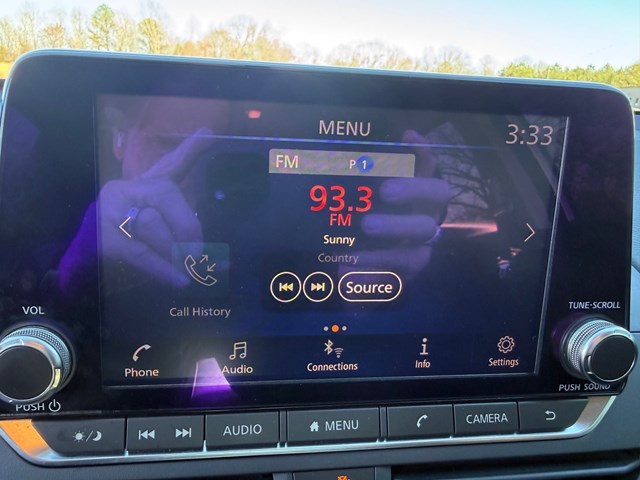 MENU
3:33
FM P 1
93.3
FM
Sunny
Country
Source
Call History
Phone
Audio
Connections
Info
Settings
VOL
TUNE·SCROLL
PUSH
PUSH SOUND
AUDIO
MENU
CAMERA